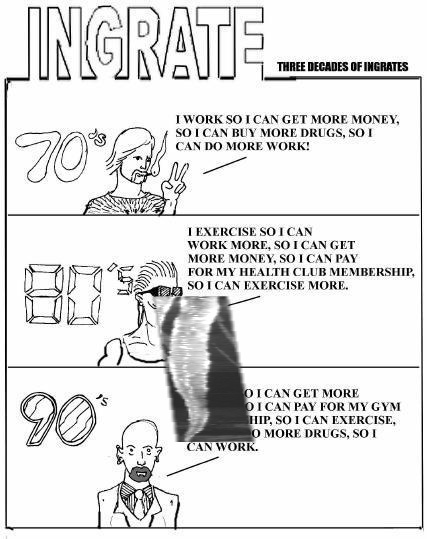 INGRATE
THREE DECADES OF INGRATES
70's
I WORK SO I CAN GET MORE MONEY,
SO I CAN BUY MORE DRUGS, SO I
CAN DO MORE WORK!
80's
I EXERCISE SO I CAN
WORK MORE, SO I CAN GET
MORE MONEY, SO I CAN PAY
FOR MY HEALTH CLUB MEMBERSHIP,
SO I CAN EXERCISE MORE.
90's
O I CAN GET MORE
O I CAN PAY FOR MY GYM
HIP, SO I CAN EXERCISE,
O MORE DRUGS, SO I
CAN WORK.